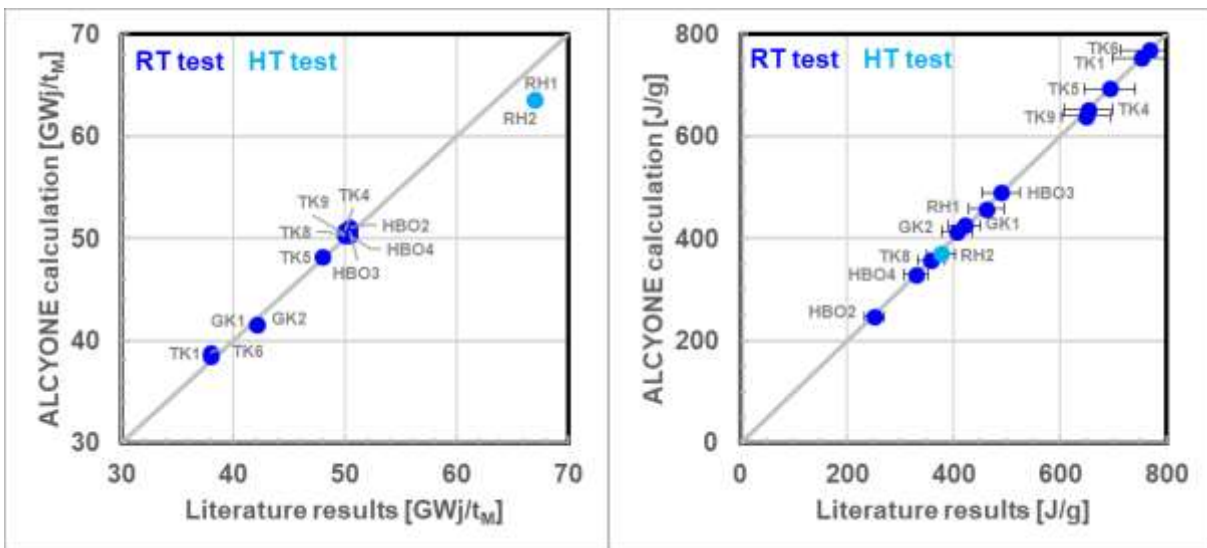 70
RT test HT test
RH1
RH2
60
TK4
TK9
HBO2
50
TK8
HBO4
TK5
HBO3
GK1 GK2
40
TK1 TK6
30
30 40 50 60 70
ALCYONE calculation [GWj/tM]
Literature results [GWj/tM]
800
RT test HT test
TK6
TK1
TK5
TK4
TK9
600
HBO3
RH1
GK1
GK2
400
TK8
RH2
HBO4
HBO2
200
0
0 200 400 600 800
ALCYONE calculation [J/g]
Literature results [J/g]